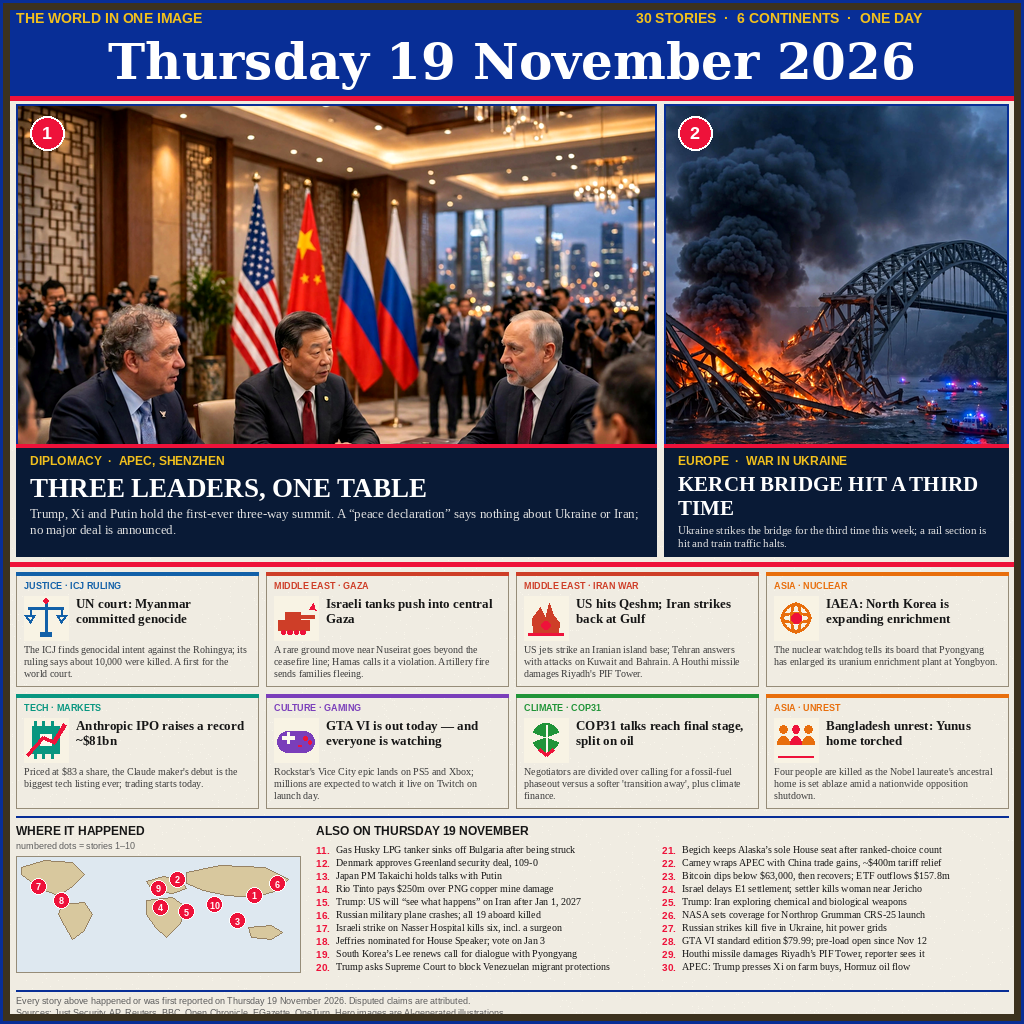 THE WORLD IN ONE IMAGE
30 STORIES · 6 CONTINENTS · ONE DAY
Thursday 19 November 2026
1
2
DIPLOMACY · APEC, SHENZHEN
THREE LEADERS, ONE TABLE
Trump, Xi and Putin hold the first-ever three-way summit. A “peace declaration” says nothing about Ukraine or Iran;
no major deal is announced.
EUROPE · WAR IN UKRAINE
KERCH BRIDGE HIT A THIRD
TIME
Ukraine strikes the bridge for the third time this week; a rail section is
hit and train traffic halts.
JUSTICE · ICJ RULING
UN court: Myanmar
committed genocide
The ICJ finds genocidal intent against the Rohingya; its
ruling says about 10,000 were killed. A first for the
world court.
MIDDLE EAST · GAZA
Israeli tanks push into central
Gaza
A rare ground move near Nuseirat goes beyond the
ceasefire line; Hamas calls it a violation. Artillery fire
sends families fleeing.
MIDDLE EAST · IRAN WAR
US hits Qeshm; Iran strikes
back at Gulf
US jets strike an Iranian island base; Tehran answers
with attacks on Kuwait and Bahrain. A Houthi missile
damages Riyadh's PIF Tower.
ASIA · NUCLEAR
IAEA: North Korea is
expanding enrichment
The nuclear watchdog tells its board that Pyongyang
has enlarged its uranium enrichment plant at Yongbyon.
TECH · MARKETS
Anthropic IPO raises a record
~$81bn
Priced at $83 a share, the Claude maker's debut is the
biggest tech listing ever; trading starts today.
CULTURE · GAMING
GTA VI is out today — and
everyone is watching
Rockstar's Vice City epic lands on PS5 and Xbox;
millions are expected to watch it live on Twitch on
launch day.
CLIMATE · COP31
COP31 talks reach final stage,
split on oil
Negotiators are divided over calling for a fossil-fuel
phaseout versus a softer 'transition away', plus climate
finance.
ASIA · UNREST
Bangladesh unrest: Yunus
home torched
Four people are killed as the Nobel laureate's ancestral
home is set ablaze amid a nationwide opposition
shutdown.
WHERE IT HAPPENED
numbered dots = stories 1–10
7
8
9
2
4
5
10
3
1
6
ALSO ON THURSDAY 19 NOVEMBER
11. Gas Husky LPG tanker sinks off Bulgaria after being struck
12. Denmark approves Greenland security deal, 109-0
13. Japan PM Takaichi holds talks with Putin
14. Rio Tinto pays $250m over PNG copper mine damage
15. Trump: US will “see what happens” on Iran after Jan 1, 2027
16. Russian military plane crashes; all 19 aboard killed
17. Israeli strike on Nasser Hospital kills six, incl. a surgeon
18. Jeffries nominated for House Speaker; vote on Jan 3
19. South Korea’s Lee renews call for dialogue with Pyongyang
20. Trump asks Supreme Court to block Venezuelan migrant protections
21. Begich keeps Alaska’s sole House seat after ranked-choice count
22. Carney wraps APEC with China trade gains, ~$400m tariff relief
23. Bitcoin dips below $63,000, then recovers; ETF outflows $157.8m
24. Israel delays E1 settlement; settler kills woman near Jericho
25. Trump: Iran exploring chemical and biological weapons
26. NASA sets coverage for Northrop Grumman CRS-25 launch
27. Russian strikes kill five in Ukraine, hit power grids
28. GTA VI standard edition $79.99; pre-load open since Nov 12
29. Houthi missile damages Riyadh’s PIF Tower, reporter sees it
30. APEC: Trump presses Xi on farm buys, Hormuz oil flow
Every story above happened or was first reported on Thursday 19 November 2026. Disputed claims are attributed.
Sources: Just Security, AP, Reuters, BBC, Open Chronicle, EGazette, OneTurn. Hero images are AI-generated illustrations.